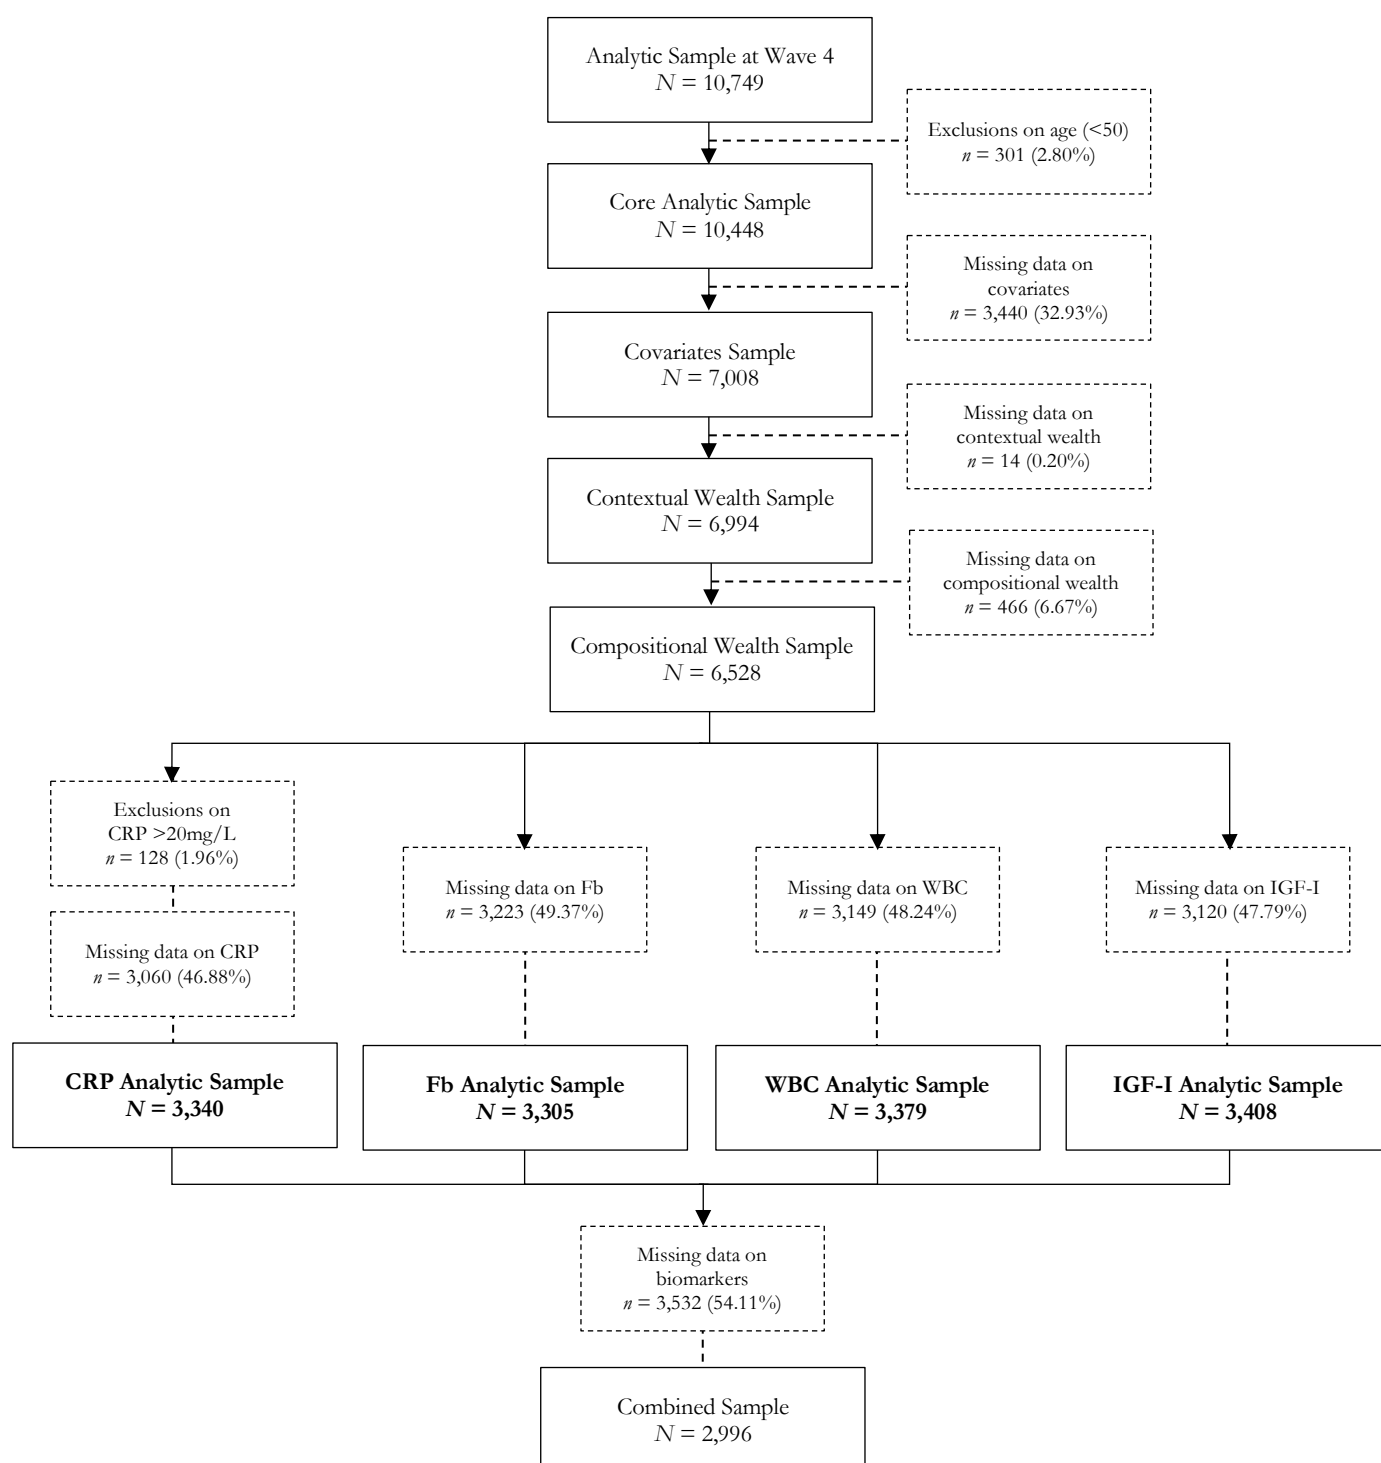 Analytic Sample at Wave 4
N = 10,749
Exclusions on age (<50)
n = 301 (2.80%)
Core Analytic Sample
N = 10,448
Missing data on
covariates
n = 3,440 (32.93%)
Covariates Sample
N = 7,008
Missing data on
contextual wealth
n = 14 (0.20%)
Contextual Wealth Sample
N = 6,994
Missing data on
compositional wealth
n = 466 (6.67%)
Compositional Wealth Sample
N = 6,528
Exclusions on
CRP >20mg/L
n = 128 (1.96%)
Missing data on CRP
n = 3,060 (46.88%)
Missing data on Fb
n = 3,223 (49.37%)
Missing data on WBC
n = 3,149 (48.24%)
Missing data on IGF-I
n = 3,120 (47.79%)
CRP Analytic Sample
N = 3,340
Fb Analytic Sample
N = 3,305
WBC Analytic Sample
N = 3,379
IGF-I Analytic Sample
N = 3,408
Missing data on
biomarkers
n = 3,532 (54.11%)
Combined Sample
N = 2,996